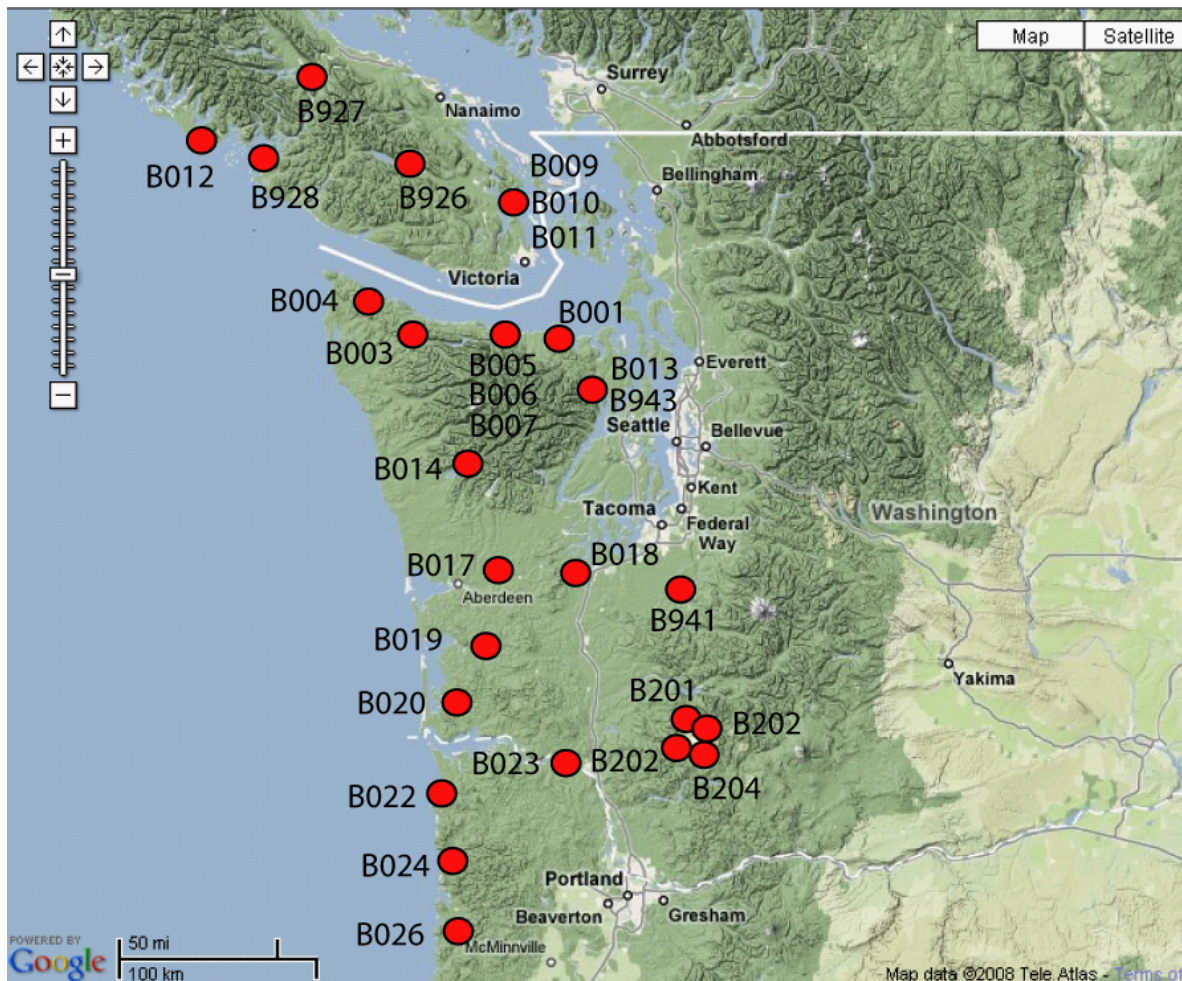 Map
Satellite
Surrey
B927
Nanaimo
Abbotsford
B012
B928
B926
B009
Bellingham
B010
B011
Victoria
B004
B001
B003
B005
B013
Everett
B006
B943
B007
Seattle
Bellevue
B014
Kent
Tacoma
Federal
Way
Washington
B017
B018
Aberdeen
B941
B019
Yakima
B020
B201
B202
B023
B202
B204
B022
B024
Portland
Beaverton
Gresham
B026
McMinnville
POWERED BY
Google
50 mi
100 km
Map data ©2008 Tele Atlas - Terms of